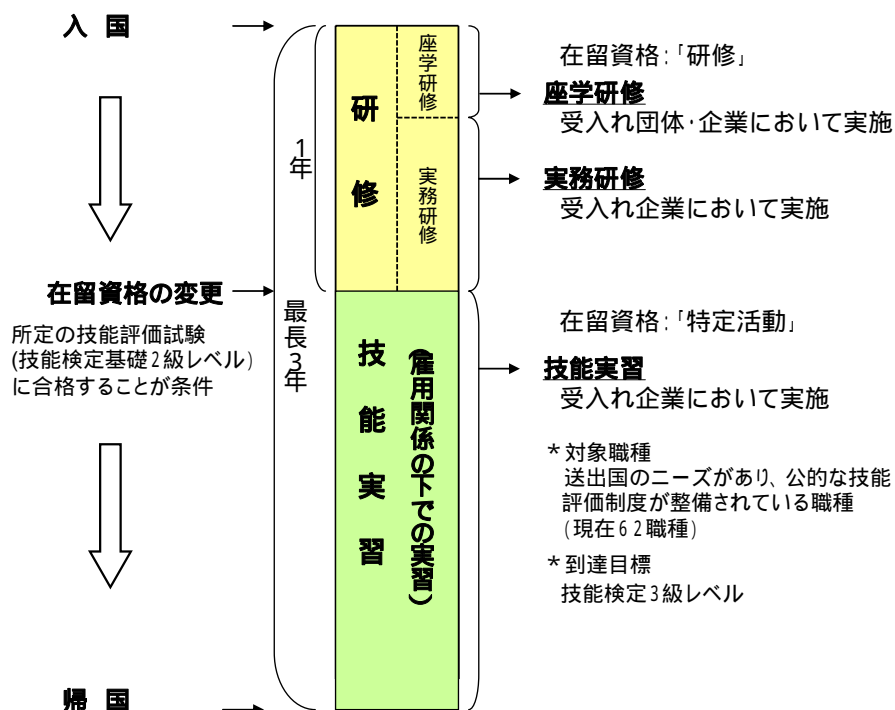 入 国
1年
研 修
座学研修
実務研修
在留資格:「研修」
座学研修
受入れ団体・企業において実施
実務研修
受入れ企業において実施
在留資格の変更
所定の技能評価試験
(技能検定基礎2級レベル)
に合格することが条件
最長3年
技 能 実 習
(雇用関係の下での実習)
在留資格:「特定活動」
技能実習
受入れ企業において実施
*対象職種
送出国のニーズがあり、公的な技能
評価制度が整備されている職種
(現在62職種)
*到達目標
技能検定3級レベル
帰 国